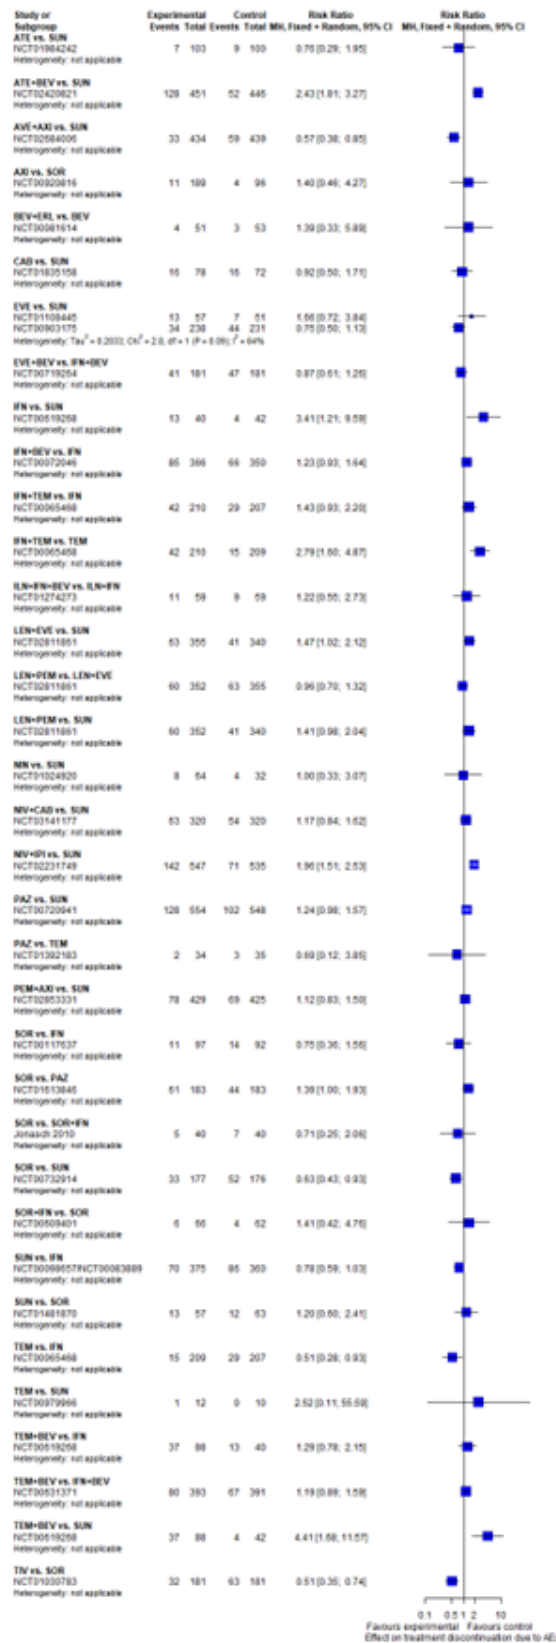 Study or Experimental Control Risk Ratio Risk Ratio
Subgroup Events Total Events Total MH, Fixed + Random, 95% CI MH, Fixed + Random, 95% CI
ATE vs. SUN
NCT01984242 7 103 9 100 0.76 [0.29; 1.95]
Heterogeneity: not applicable
ATE+BEV vs. SUN
NCT02420821 128 451 52 446 2.43 [1.81; 3.27]
Heterogeneity: not applicable
AVE+AXI vs. SUN
NCT02684006 33 434 59 439 0.57 [0.38; 0.85]
Heterogeneity: not applicable
AXI vs. SOR
NCT00920816 11 189 4 96 1.40 [0.46; 4.27]
Heterogeneity: not applicable
BEV+ERL vs. BEV
NCT00081614 4 51 3 53 1.39 [0.33; 5.89]
Heterogeneity: not applicable
CAB vs. SUN
NCT01835158 16 78 16 72 0.92 [0.50; 1.71]
Heterogeneity: not applicable
EVE vs. SUN
NCT01108445 13 57 7 51 1.66 [0.72; 3.84]
NCT00903175 34 238 44 231 0.75 [0.50; 1.13]
Heterogeneity: Tau² = 0.2033; Chi² = 2.8, df = 1 (P = 0.09); I² = 64%
EVE+BEV vs. IFN+BEV
NCT00719264 41 181 47 181 0.87 [0.61; 1.26]
Heterogeneity: not applicable
IFN vs. SUN
NCT00619268 13 40 4 42 3.41 [1.21; 9.59]
Heterogeneity: not applicable
IFN+BEV vs. IFN
NCT00072046 85 366 66 350 1.23 [0.93; 1.64]
Heterogeneity: not applicable
IFN+TEM vs. IFN
NCT00065468 42 210 29 207 1.43 [0.93; 2.20]
Heterogeneity: not applicable
IFN+TEM vs. TEM
NCT00065468 42 210 15 209 2.79 [1.60; 4.87]
Heterogeneity: not applicable
ILN+IFN+BEV vs. ILN+IFN
NCT01274273 11 59 9 59 1.22 [0.55; 2.73]
Heterogeneity: not applicable
LEN+EVE vs. SUN
NCT02811861 63 355 41 340 1.47 [1.02; 2.12]
Heterogeneity: not applicable
LEN+PEM vs. LEN+EVE
NCT02811861 60 352 63 355 0.96 [0.70; 1.32]
Heterogeneity: not applicable
LEN+PEM vs. SUN
NCT02811861 60 352 41 340 1.41 [0.98; 2.04]
Heterogeneity: not applicable
NIN vs. SUN
NCT01024920 8 64 4 32 1.00 [0.33; 3.07]
Heterogeneity: not applicable
NIV+CAB vs. SUN
NCT03141177 63 320 54 320 1.17 [0.84; 1.62]
Heterogeneity: not applicable
NIV+IPI vs. SUN
NCT02231749 142 547 71 535 1.96 [1.51; 2.53]
Heterogeneity: not applicable
PAZ vs. SUN
NCT00720941 128 554 102 548 1.24 [0.98; 1.57]
Heterogeneity: not applicable
PAZ vs. TEM
NCT01392183 2 34 3 35 0.69 [0.12; 3.85]
Heterogeneity: not applicable
PEM+AXI vs. SUN
NCT02853331 78 429 69 425 1.12 [0.83; 1.50]
Heterogeneity: not applicable
SOR vs. IFN
NCT00117637 11 97 14 92 0.75 [0.36; 1.56]
Heterogeneity: not applicable
SOR vs. PAZ
NCT01613846 61 183 44 183 1.39 [1.00; 1.93]
Heterogeneity: not applicable
SOR vs. SOR+IFN
Jonasch 2010 5 40 7 40 0.71 [0.25; 2.06]
Heterogeneity: not applicable
SOR vs. SUN
NCT00732914 33 177 52 176 0.63 [0.43; 0.93]
Heterogeneity: not applicable
SOR+IFN vs. SOR
NCT00609401 6 66 4 62 1.41 [0.42; 4.76]
Heterogeneity: not applicable
SUN vs. IFN
NCT00098657/NCT00083889 70 375 86 360 0.78 [0.59; 1.03]
Heterogeneity: not applicable
SUN vs. SOR
NCT01481870 13 57 12 63 1.20 [0.60; 2.41]
Heterogeneity: not applicable
TEM vs. IFN
NCT00065468 15 209 29 207 0.51 [0.28; 0.93]
Heterogeneity: not applicable
TEM vs. SUN
NCT00979966 1 12 0 10 2.52 [0.11; 55.59]
Heterogeneity: not applicable
TEM+BEV vs. IFN
NCT00619268 37 88 13 40 1.29 [0.78; 2.15]
Heterogeneity: not applicable
TEM+BEV vs. IFN+BEV
NCT00631371 80 393 67 391 1.19 [0.89; 1.59]
Heterogeneity: not applicable
TEM+BEV vs. SUN
NCT00619268 37 88 4 42 4.41 [1.68; 11.57]
Heterogeneity: not applicable
TIV vs. SOR
NCT01030783 32 181 63 181 0.51 [0.35; 0.74]
Heterogeneity: not applicable
0.1 0.5 1 2 10
Favours experimental Favours control
Effect on treatment discontinuation due to AE